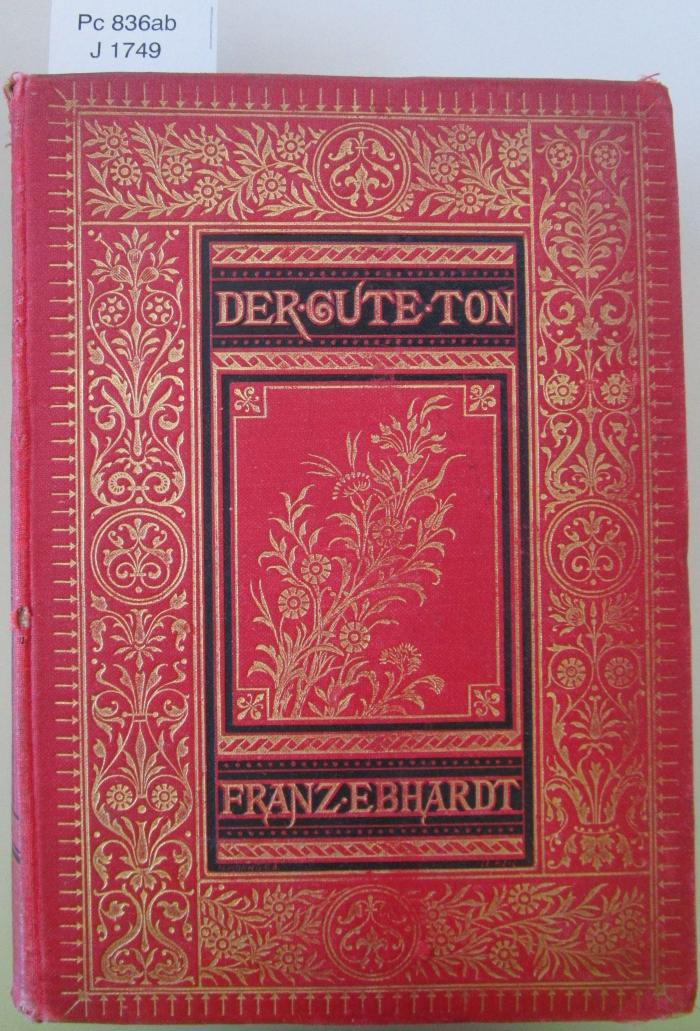 Pc 836ab
J 1749
DER·GUTE·TON
FRANZ·EBHARDT